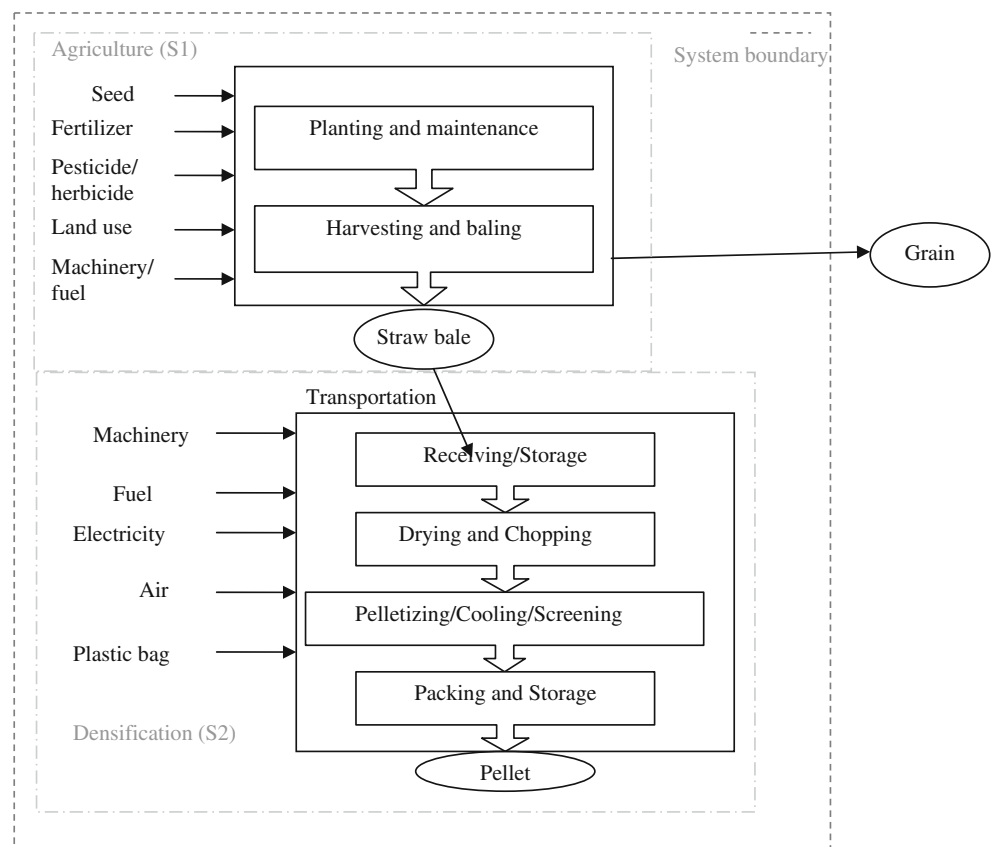 Agriculture (S1)
System boundary
Seed
Fertilizer
Pesticide/
herbicide
Land use
Machinery/
fuel
Planting and maintenance
Harvesting and baling
Grain
Straw bale
Transportation
Machinery
Fuel
Electricity
Air
Plastic bag
Receiving/Storage
Drying and Chopping
Pelletizing/Cooling/Screening
Packing and Storage
Densification (S2)
Pellet